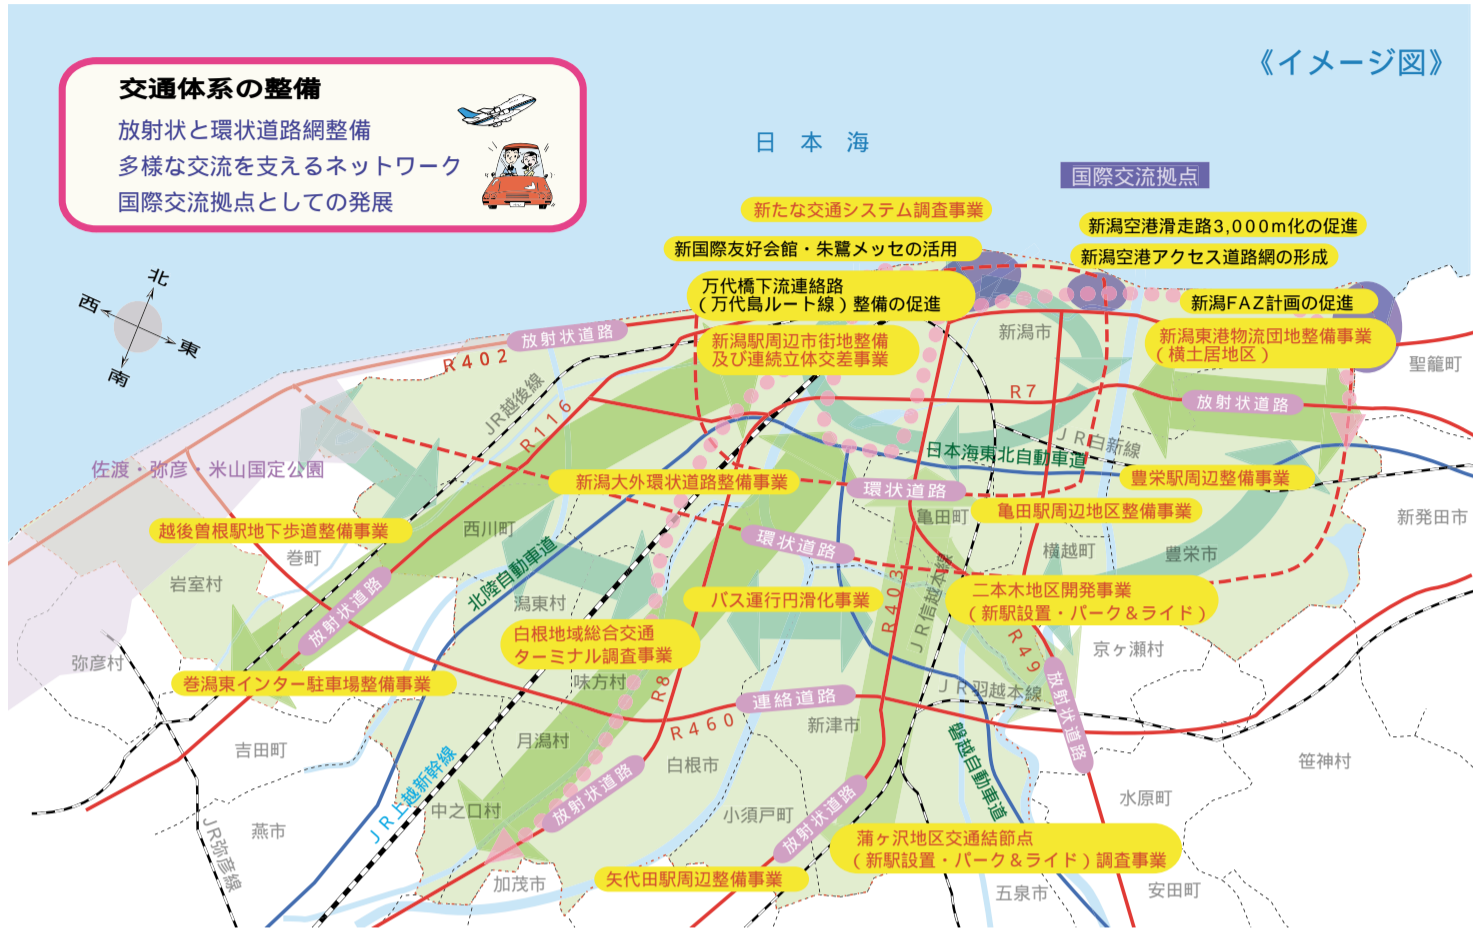 《イメージ図》
交通体系の整備
放射状と環状道路網整備
多様な交流を支えるネットワーク
国際交流拠点としての発展
日本海
国際交流拠点
新たな交通システム調査事業
新潟空港滑走路3,000m化の促進
新国際友好会館・朱鷺メッセの活用
新潟空港アクセス道路網の形成
北
西
東
南
万代橋下流連絡路
(万代島ルート線)整備の促進
新潟FAZ計画の促進
放射状道路
R402
新潟駅周辺市街地整備
及び連続立体交差事業
新潟市
新潟東港物流団地整備事業
(横土居地区)
聖籠町
JR越後線
R116
R7
放射状道路
佐渡・弥彦・米山国定公園
日本海東北自動車道
JR白新線
新潟大外環状道路整備事業
環状道路
豊栄駅周辺整備事業
越後曽根駅地下歩道整備事業
西川町
亀田町
亀田駅周辺地区整備事業
新発田市
巻町
環状道路
横越町
豊栄市
岩室村
北陸自動車道
潟東村
バス運行円滑化事業
R403
JR信越本線
二本木地区開発事業
(新駅設置・パーク&ライド)
放射状道路
白根地域総合交通
ターミナル調査事業
R49
京ヶ瀬村
弥彦村
巻潟東インター駐車場整備事業
味方村
R8
連絡道路
JR羽越本線
放射状道路
吉田町
月潟村
R460
新津市
磐越自動車道
JR上越新幹線
白根市
笹神村
放射状道路
中之口村
小須戸町
水原町
JR弥彦線
燕市
放射状道路
蒲ヶ沢地区交通結節点
(新駅設置・パーク&ライド)調査事業
加茂市
矢代田駅周辺整備事業
五泉市
安田町